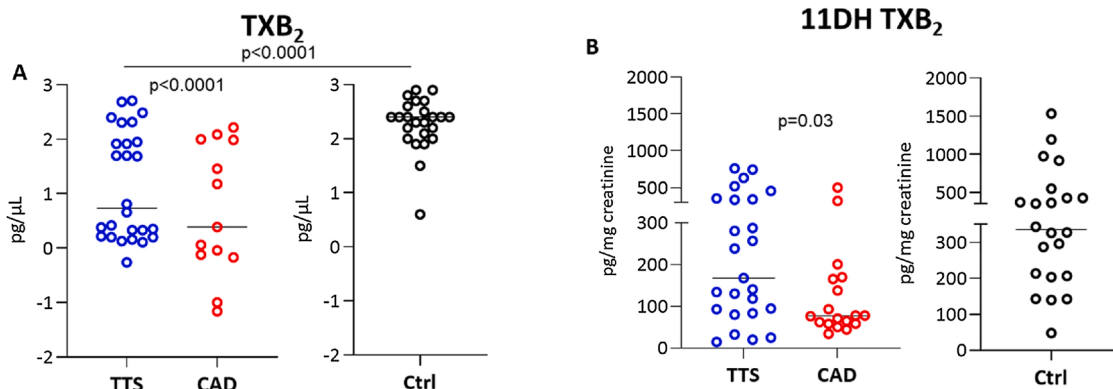 TXB₂
p<0.0001
A
p<0.0001
pg/µL
3
2
1
0
-1
-2
TTS
CAD
pg/µL
3
2
1
0
-1
-2
Ctrl
11DH TXB₂
B
p=0.03
pg/mg creatinine
2000
1500
1000
500
300
200
100
0
TTS
CAD
pg/mg creatinine
2000
1500
1000
500
300
200
100
0
Ctrl